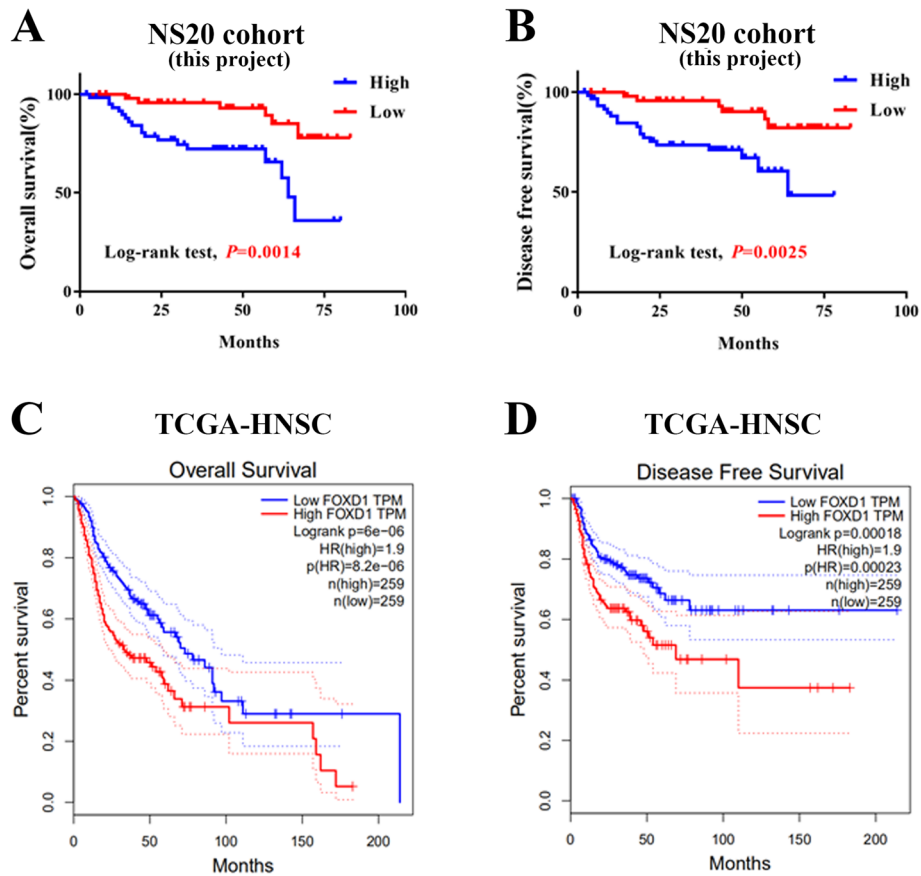 A
NS20 cohort
(this project)
High
Low
Overall survival(%)
100
50
0
Log-rank test, P=0.0014
0
25
50
75
100
Months
B
NS20 cohort
(this project)
High
Low
Disease free survival(%)
100
50
0
Log-rank test, P=0.0025
0
25
50
75
100
Months
C
TCGA-HNSC
Overall Survival
Low FOXD1 TPM
High FOXD1 TPM
Logrank p=6e-06
HR(high)=1.9
p(HR)=8.2e-06
n(high)=259
n(low)=259
Percent survival
1.0
0.8
0.6
0.4
0.2
0.0
0
50
100
150
200
Months
D
TCGA-HNSC
Disease Free Survival
Low FOXD1 TPM
High FOXD1 TPM
Logrank p=0.00018
HR(high)=1.9
p(HR)=0.00023
n(high)=259
n(low)=259
Percent survival
1.0
0.8
0.6
0.4
0.2
0.0
0
50
100
150
200
Months